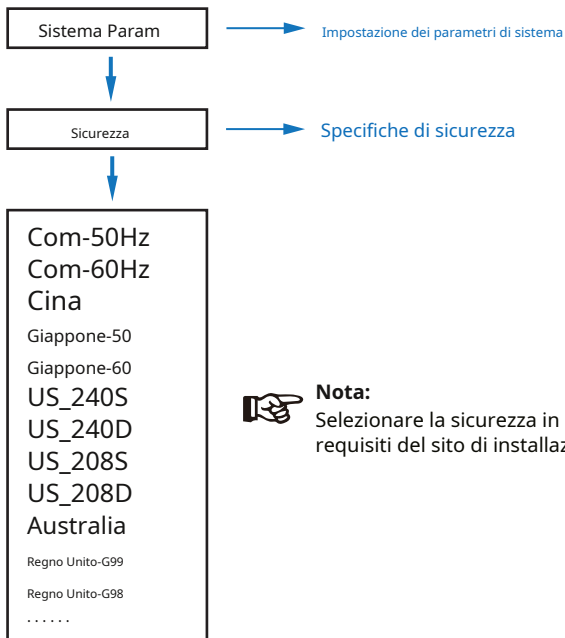 Sistema Param
Impostazione dei parametri di sistema
Sicurezza
Specifiche di sicurezza
Com-50Hz
Com-60Hz
Cina
Giappone-50
Giappone-60
US_240S
US_240D
US_208S
US_208D
Australia
Regno Unito-G99
Regno Unito-G98
......
Nota:
Selezionare la sicurezza in
requisiti del sito di